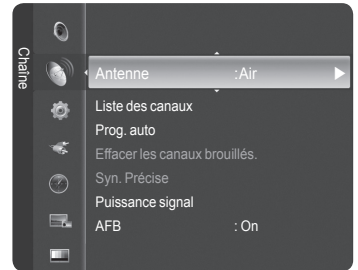 Chaîne
Antenne :Air
Liste des canaux
Prog. auto
Effacer les canaux brouillés.
Syn. Précise
Puissance signal
AFB : On